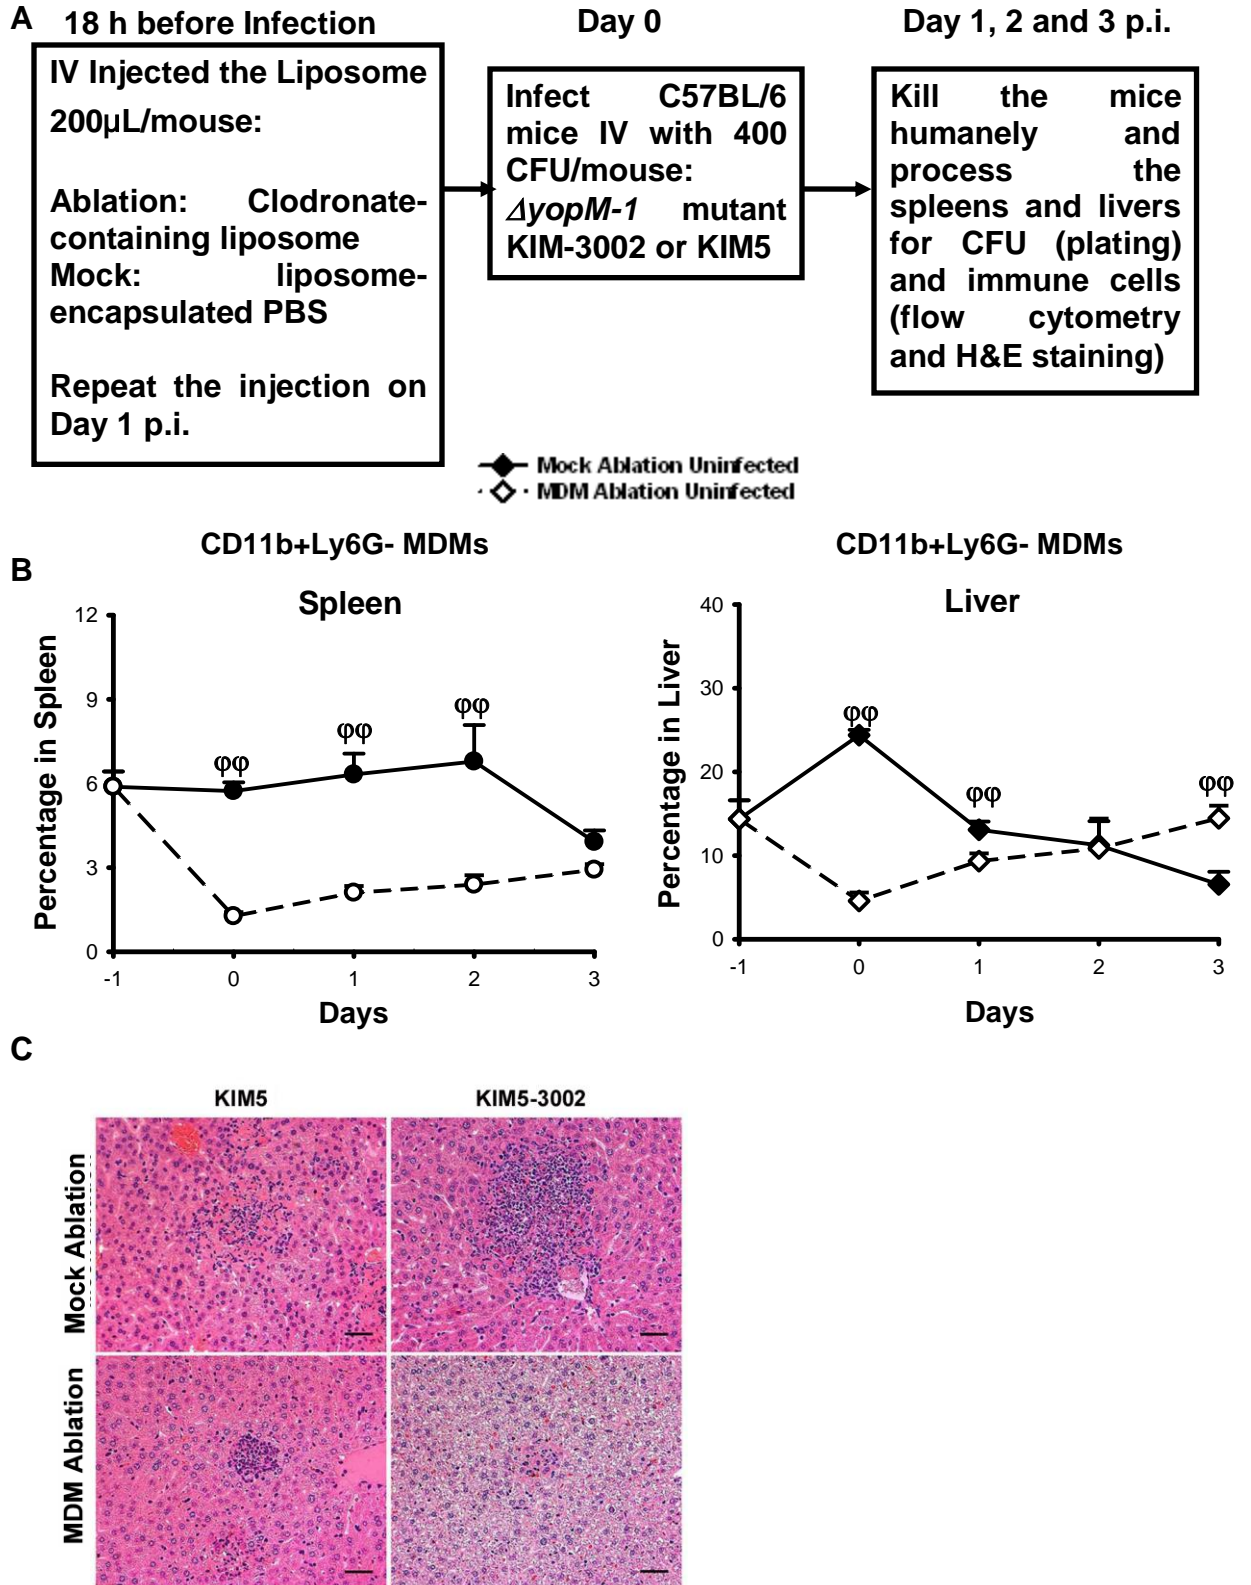 A
18 h before Infection
Day 0
Day 1, 2 and 3 p.i.
IV Injected the Liposome
200µL/mouse:
Ablation: Clodronate-
containing liposome
Mock: liposome-
encapsulated PBS
Repeat the injection on
Day 1 p.i.
Infect C57BL/6
mice IV with 400
CFU/mouse:
ΔyopM-1 mutant
KIM-3002 or KIM5
Kill the mice
humanely and
process the
spleens and livers
for CFU (plating)
and immune cells
(flow cytometry
and H&E staining)
Mock Ablation Uninfected
MDM Ablation Uninfected
B
CD11b+Ly6G- MDMs
Spleen
Percentage in Spleen
12
9
6
3
0
φφ
φφ
φφ
-1 0 1 2 3
Days
CD11b+Ly6G- MDMs
Liver
Percentage in Liver
40
30
20
10
0
φφ
φφ
φφ
-1 0 1 2 3
Days
C
KIM5
KIM5-3002
Mock Ablation
MDM Ablation